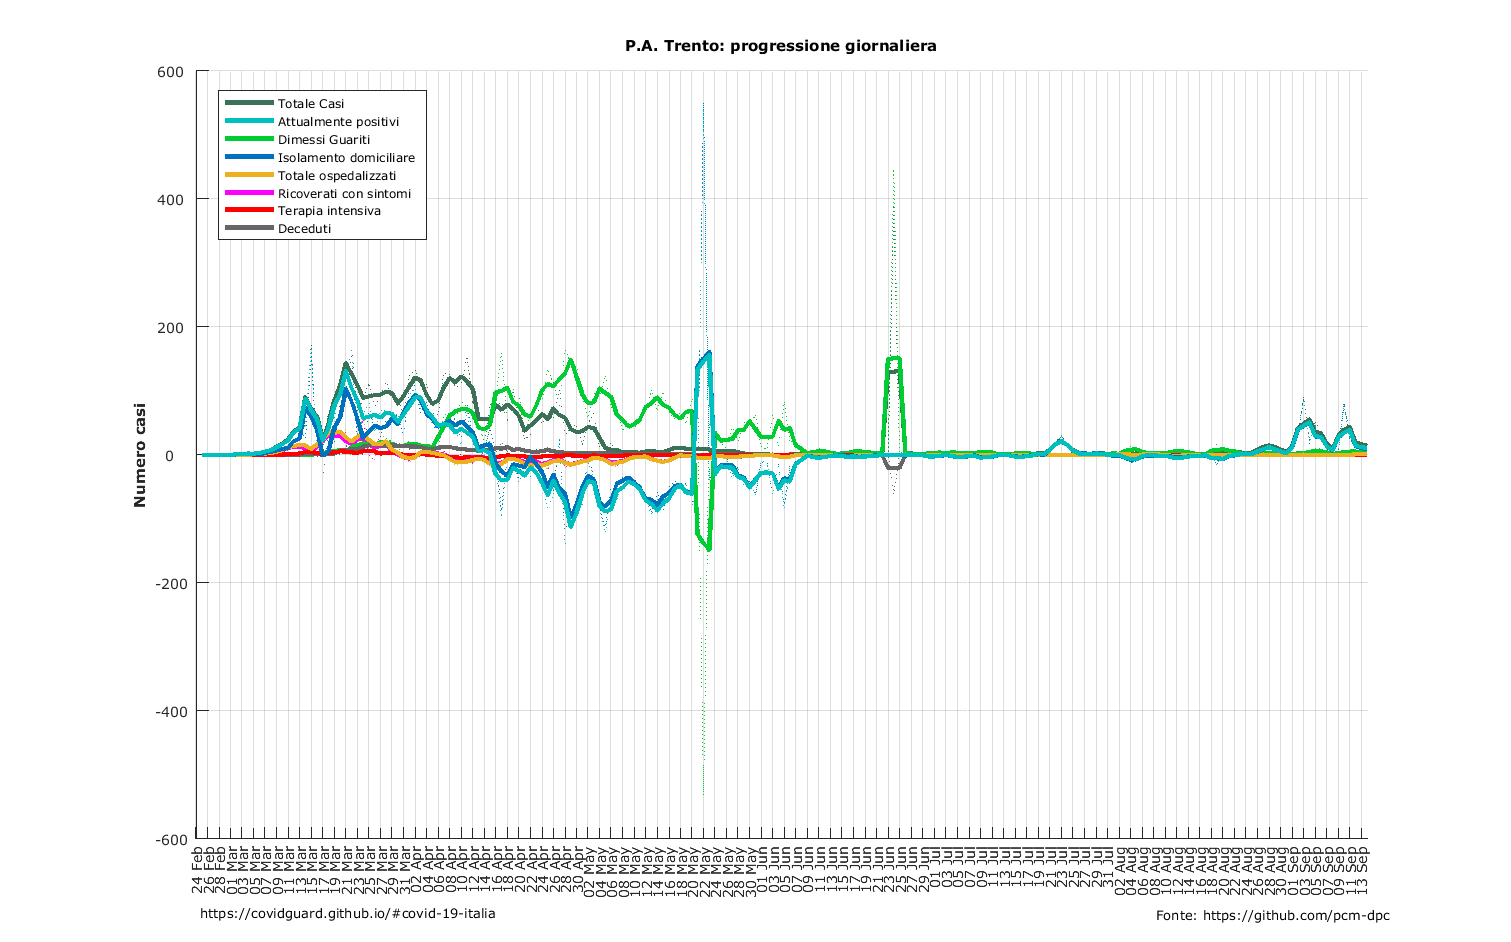 P.A. Trento: progressione giornaliera
600
400
200
0
-200
-400
-600
Numero casi
Totale Casi
Attualmente positivi
Dimessi Guariti
Isolamento domiciliare
Totale ospedalizzati
Ricoverati con sintomi
Terapia intensiva
Deceduti
24 Feb
26 Feb
28 Feb
01 Mar
03 Mar
05 Mar
07 Mar
09 Mar
11 Mar
13 Mar
15 Mar
17 Mar
19 Mar
21 Mar
23 Mar
25 Mar
27 Mar
29 Mar
31 Mar
02 Apr
04 Apr
06 Apr
08 Apr
10 Apr
12 Apr
14 Apr
16 Apr
18 Apr
20 Apr
22 Apr
24 Apr
26 Apr
28 Apr
30 Apr
02 May
04 May
06 May
08 May
10 May
12 May
14 May
16 May
18 May
20 May
22 May
24 May
26 May
28 May
30 May
01 Jun
03 Jun
05 Jun
07 Jun
09 Jun
11 Jun
13 Jun
15 Jun
17 Jun
19 Jun
21 Jun
23 Jun
25 Jun
27 Jun
29 Jun
01 Jul
03 Jul
05 Jul
07 Jul
09 Jul
11 Jul
13 Jul
15 Jul
17 Jul
19 Jul
21 Jul
23 Jul
25 Jul
27 Jul
29 Jul
31 Jul
02 Aug
04 Aug
06 Aug
08 Aug
10 Aug
12 Aug
14 Aug
16 Aug
18 Aug
20 Aug
22 Aug
24 Aug
26 Aug
28 Aug
30 Aug
01 Sep
03 Sep
05 Sep
07 Sep
09 Sep
11 Sep
13 Sep
https://covidguard.github.io/#covid-19-italia
Fonte: https://github.com/pcm-dpc